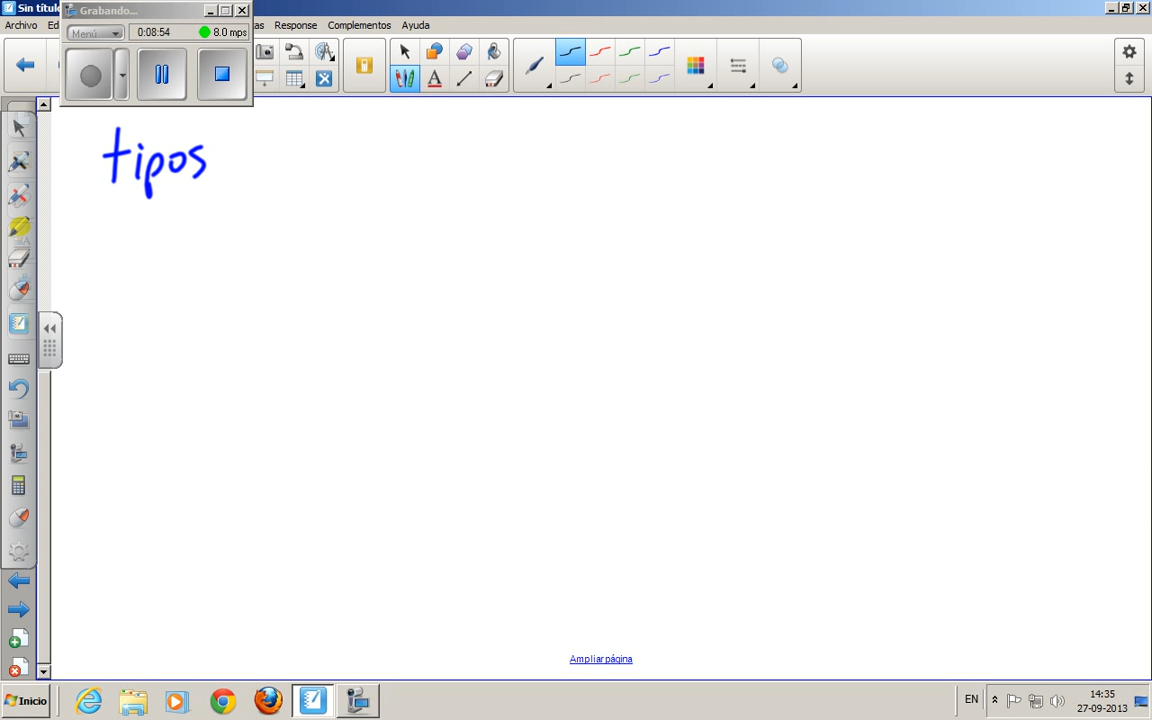 Sin título
Grabando...
Archivo Ed as Response Complementos Ayuda
Menú 0:08:54 8.0 mps
A
tipos
Ampliar página
Inicio
EN
14:35
27-09-2013